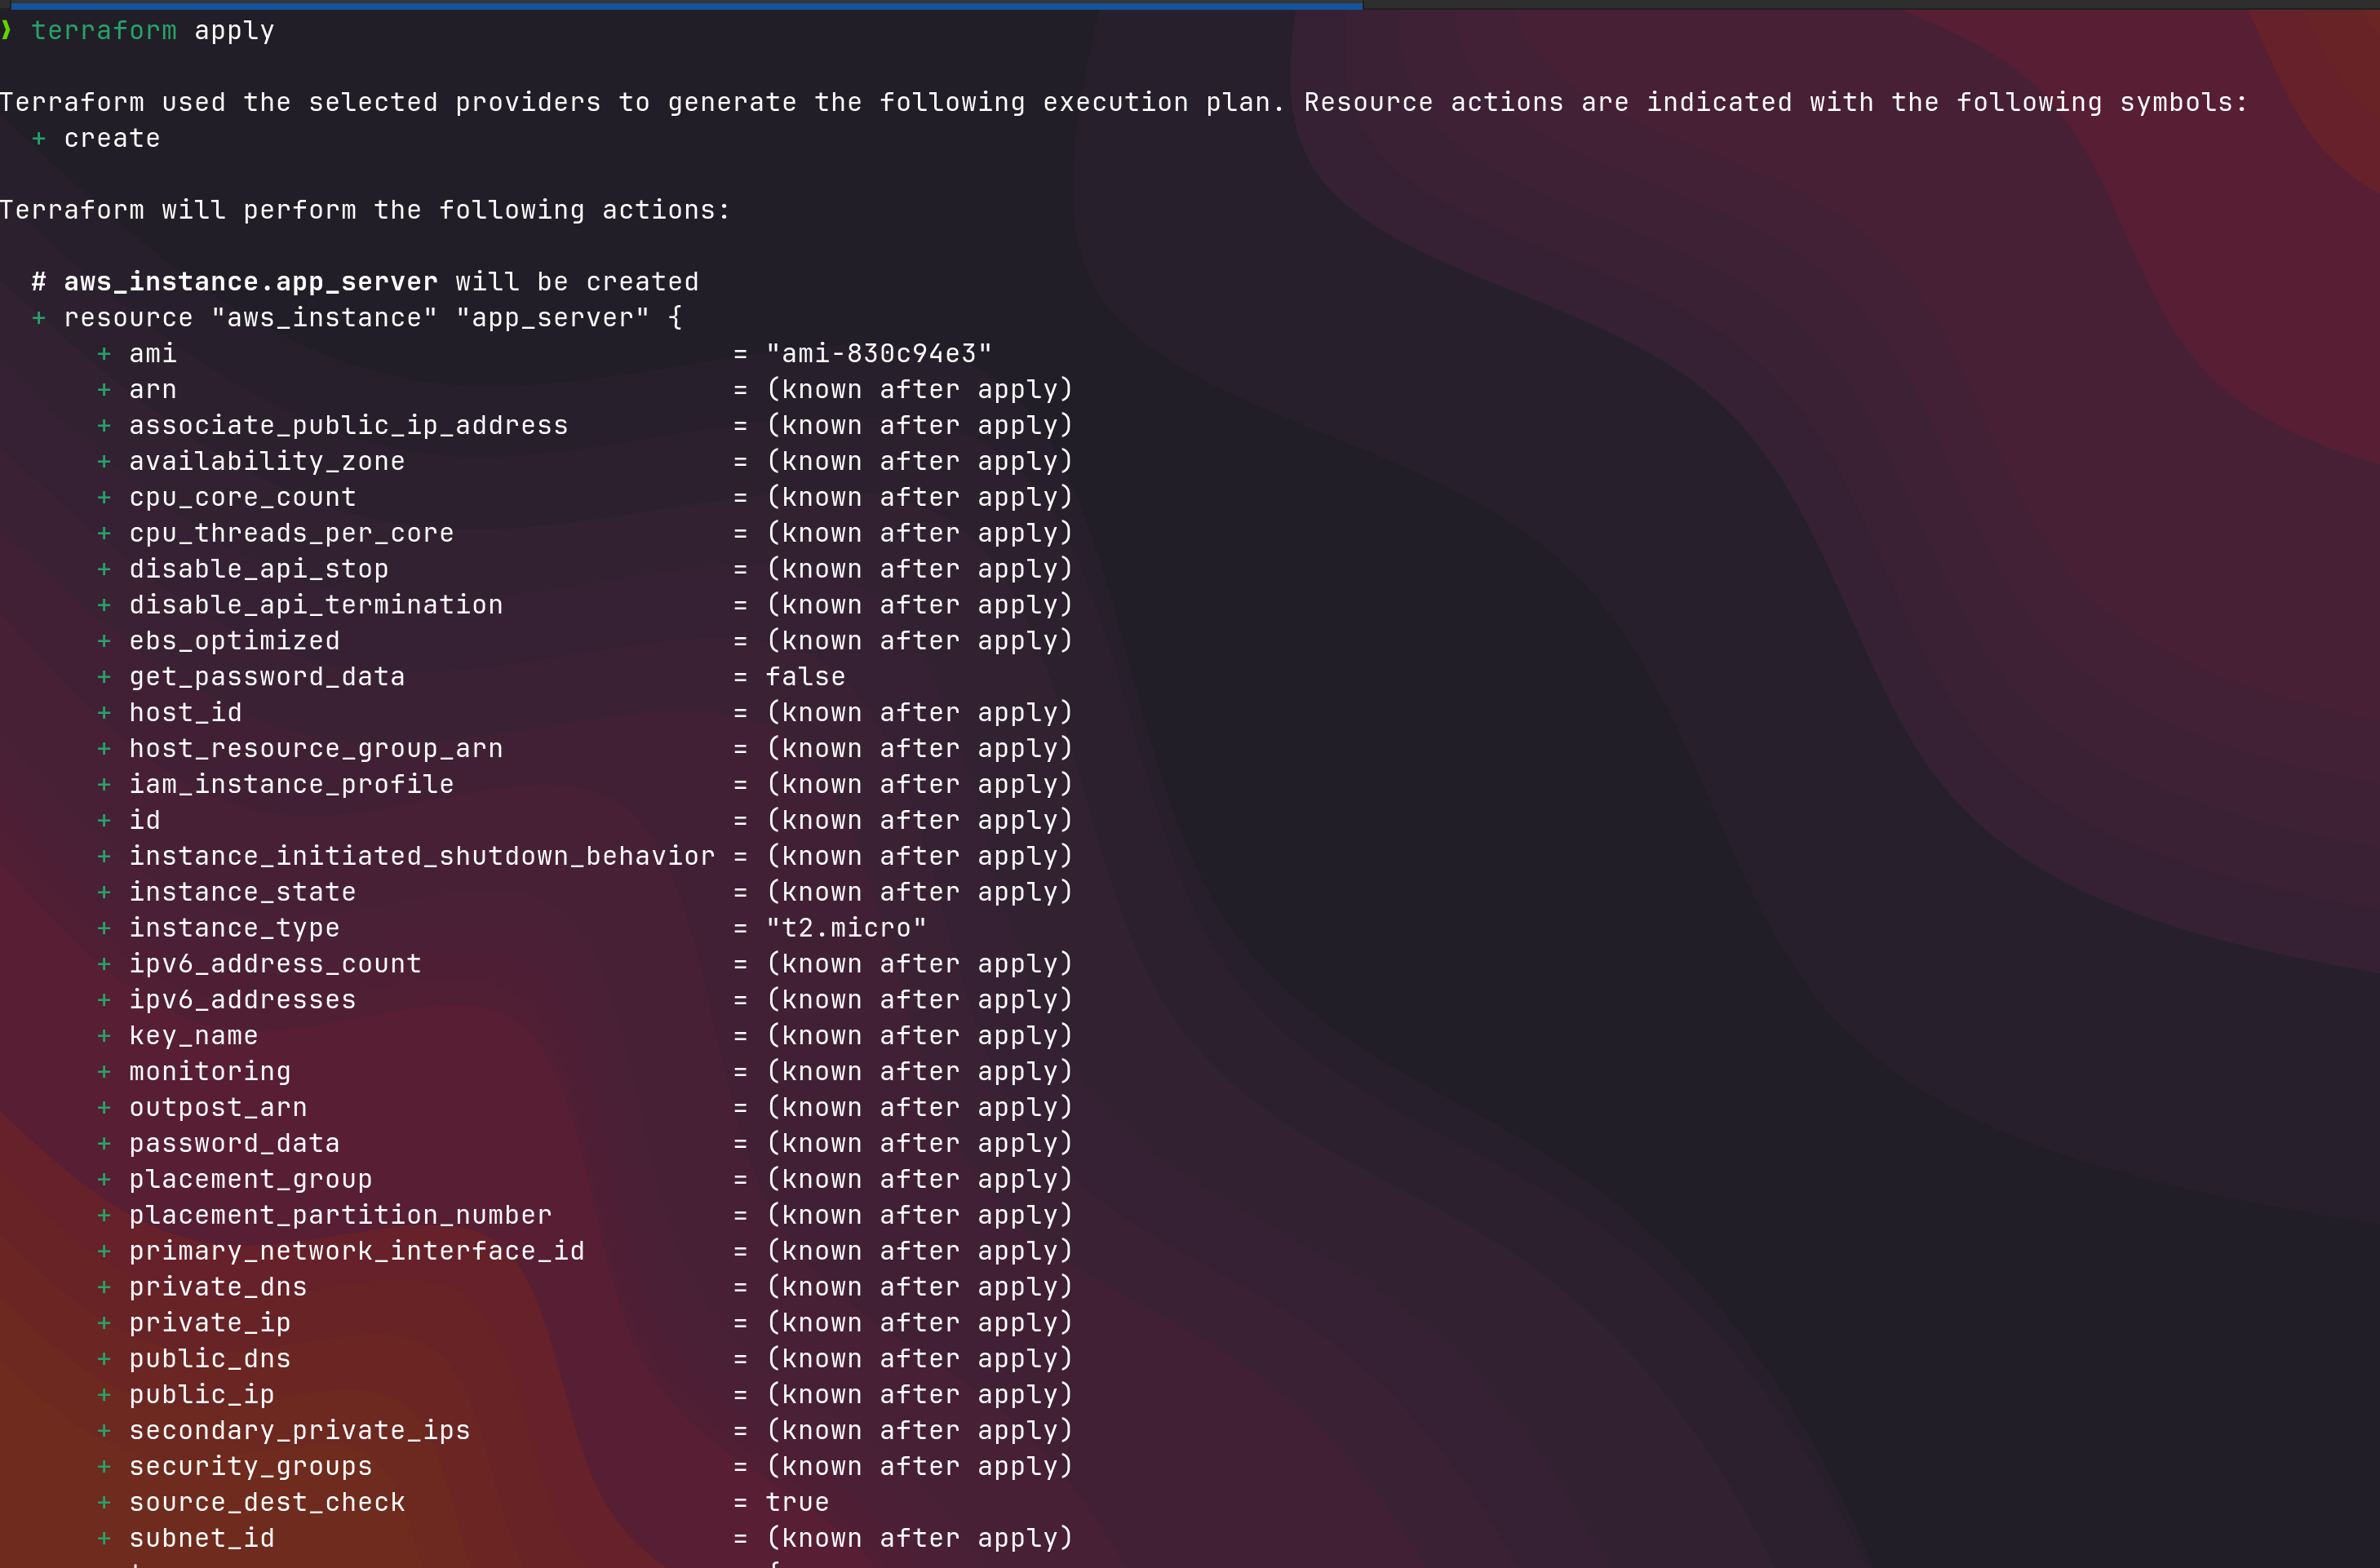 ❯ terraform apply
Terraform used the selected providers to generate the following execution plan. Resource actions are indicated with the following symbols:
+ create
Terraform will perform the following actions:
# aws_instance.app_server will be created
+ resource "aws_instance" "app_server" {
+ ami = "ami-830c94e3"
+ arn = (known after apply)
+ associate_public_ip_address = (known after apply)
+ availability_zone = (known after apply)
+ cpu_core_count = (known after apply)
+ cpu_threads_per_core = (known after apply)
+ disable_api_stop = (known after apply)
+ disable_api_termination = (known after apply)
+ ebs_optimized = (known after apply)
+ get_password_data = false
+ host_id = (known after apply)
+ host_resource_group_arn = (known after apply)
+ iam_instance_profile = (known after apply)
+ id = (known after apply)
+ instance_initiated_shutdown_behavior = (known after apply)
+ instance_state = (known after apply)
+ instance_type = "t2.micro"
+ ipv6_address_count = (known after apply)
+ ipv6_addresses = (known after apply)
+ key_name = (known after apply)
+ monitoring = (known after apply)
+ outpost_arn = (known after apply)
+ password_data = (known after apply)
+ placement_group = (known after apply)
+ placement_partition_number = (known after apply)
+ primary_network_interface_id = (known after apply)
+ private_dns = (known after apply)
+ private_ip = (known after apply)
+ public_dns = (known after apply)
+ public_ip = (known after apply)
+ secondary_private_ips = (known after apply)
+ security_groups = (known after apply)
+ source_dest_check = true
+ subnet_id = (known after apply)